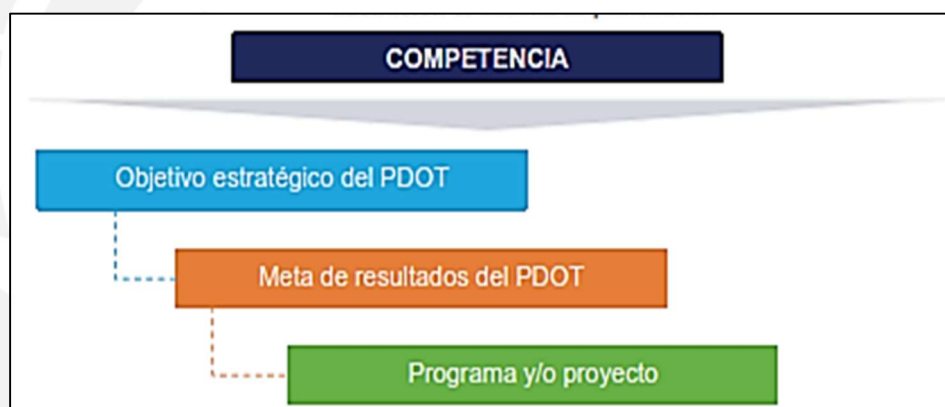 COMPETENCIA
Objetivo estratégico del PDOT
Meta de resultados del PDOT
Programa y/o proyecto